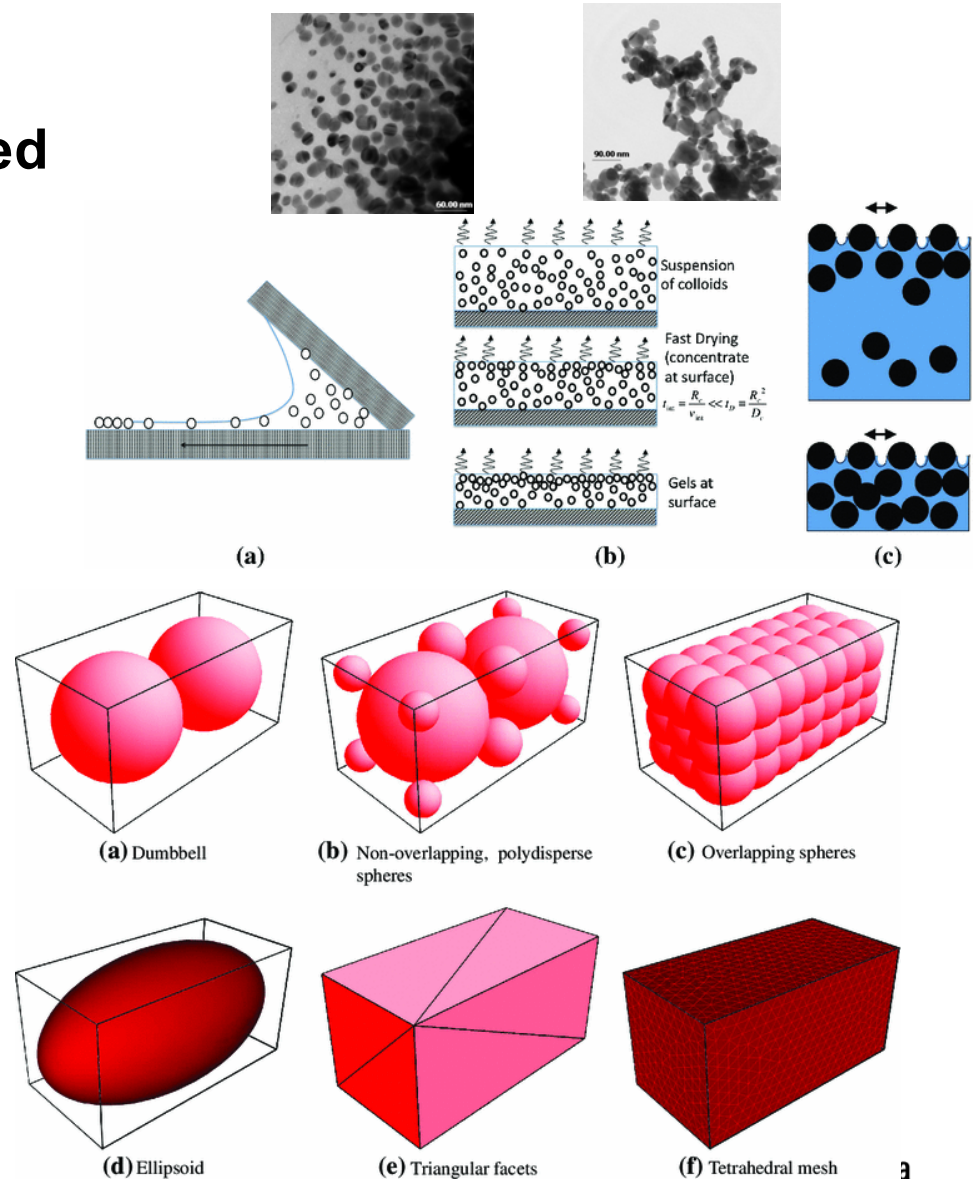 ed
60.00 nm
90.00 nm
Suspension
of colloids
Fast Drying
(concentrate
at surface)
Gels at
surface
(a)
(b)
(c)
(a) Dumbbell
(b) Non-overlapping, polydisperse
spheres
(c) Overlapping spheres
(d) Ellipsoid
(e) Triangular facets
(f) Tetrahedral mesh
a